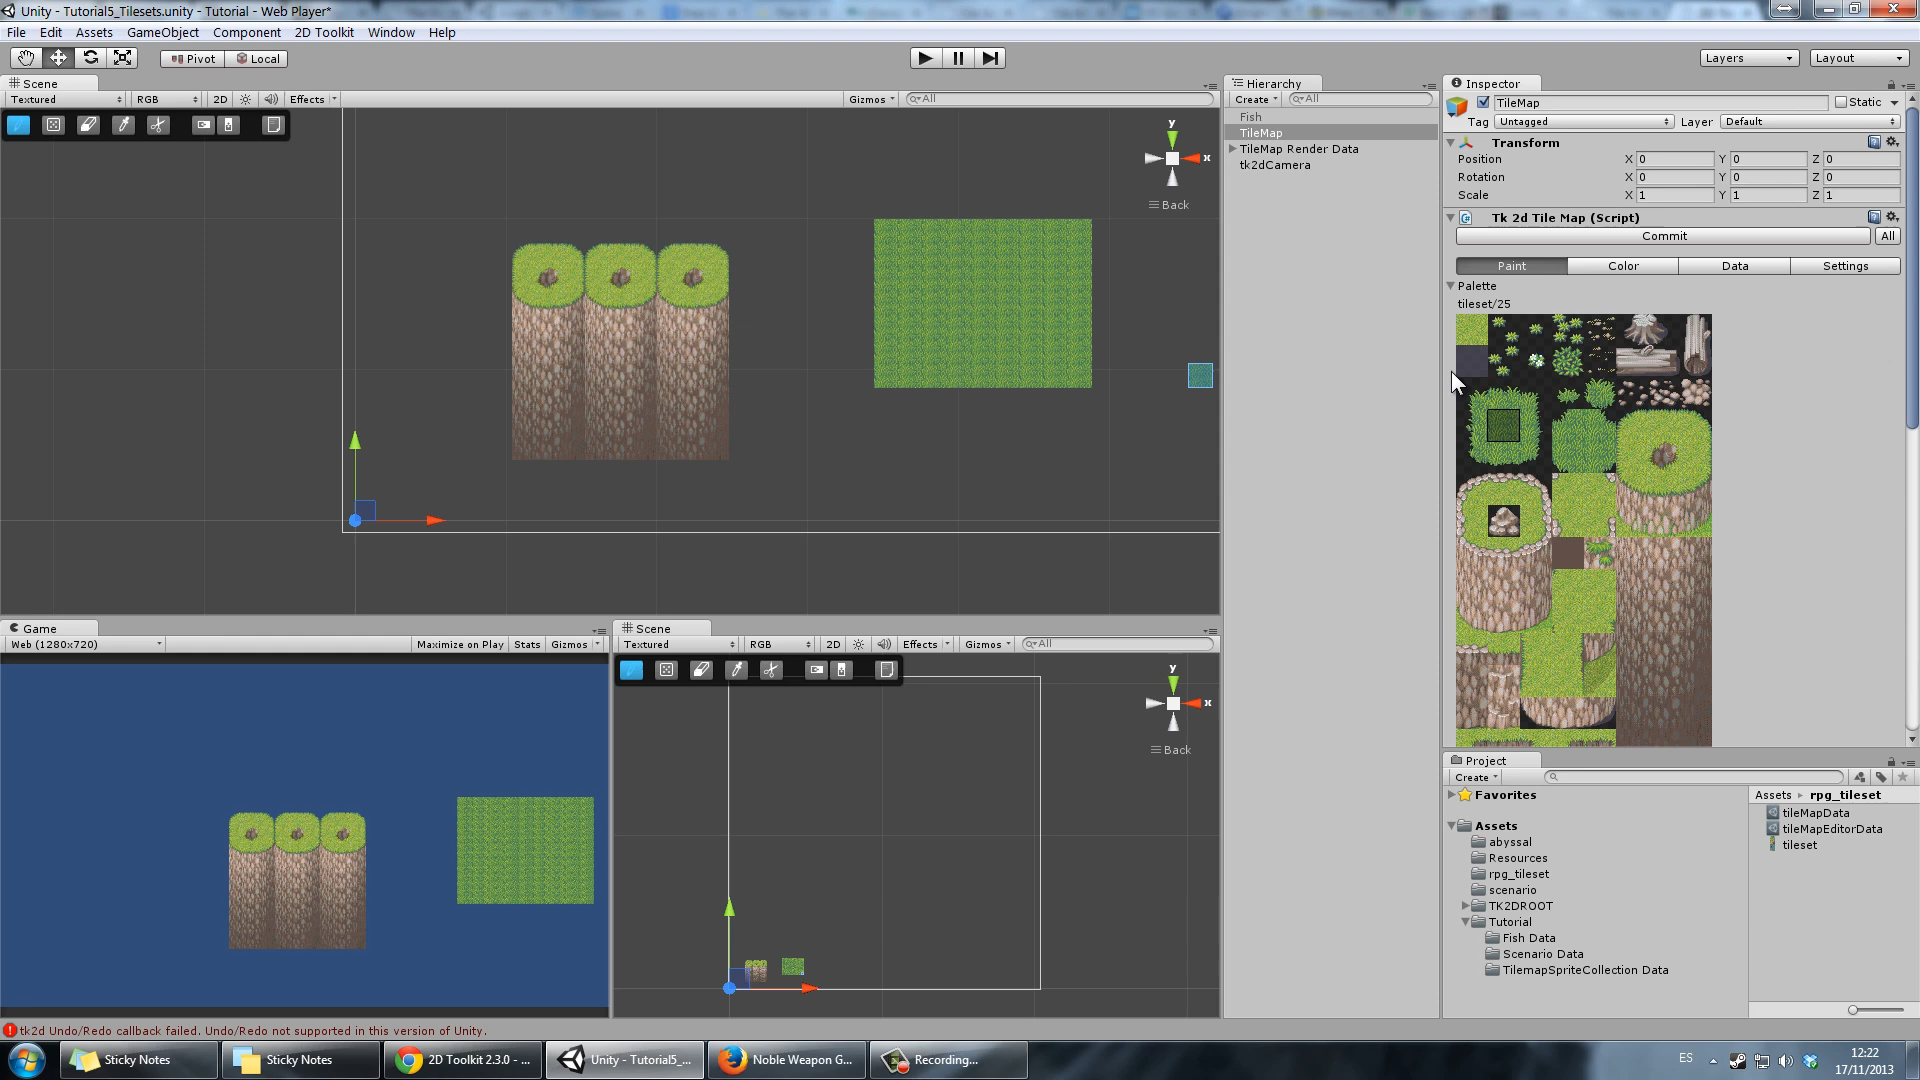 Unity - Tutorial5_Tilesets.unity - Tutorial - Web Player*
File Edit Assets GameObject Component 2D Toolkit Window Help
Pivot Local Layers Layout
Scene
Textured RGB 2D Effects Gizmos All
y
x
Back
Hierarchy
Create All
Fish
TileMap
TileMap Render Data
tk2dCamera
Inspector
TileMap Static
Tag Untagged Layer Default
Transform
Position X 0 Y 0 Z 0
Rotation X 0 Y 0 Z 0
Scale X 1 Y 1 Z 1
Tk 2d Tile Map (Script)
Commit All
Paint Color Data Settings
Palette
tileset/25
Game
Web (1280x720) Maximize on Play Stats Gizmos
Scene
Textured RGB 2D Effects Gizmos All
y
x
Back
Project
Create
Favorites
Assets
abyssal
Resources
rpg_tileset
scenario
TK2DROOT
Tutorial
Fish Data
Scenario Data
TilemapSpriteCollection Data
Assets rpg_tileset
tileMapData
tileMapEditorData
tileset
tk2d Undo/Redo callback failed. Undo/Redo not supported in this version of Unity.
Sticky Notes
Sticky Notes
2D Toolkit 2.3.0 - ...
Unity - Tutorial5_...
Noble Weapon G...
Recording...
ES
12:22
17/11/2013